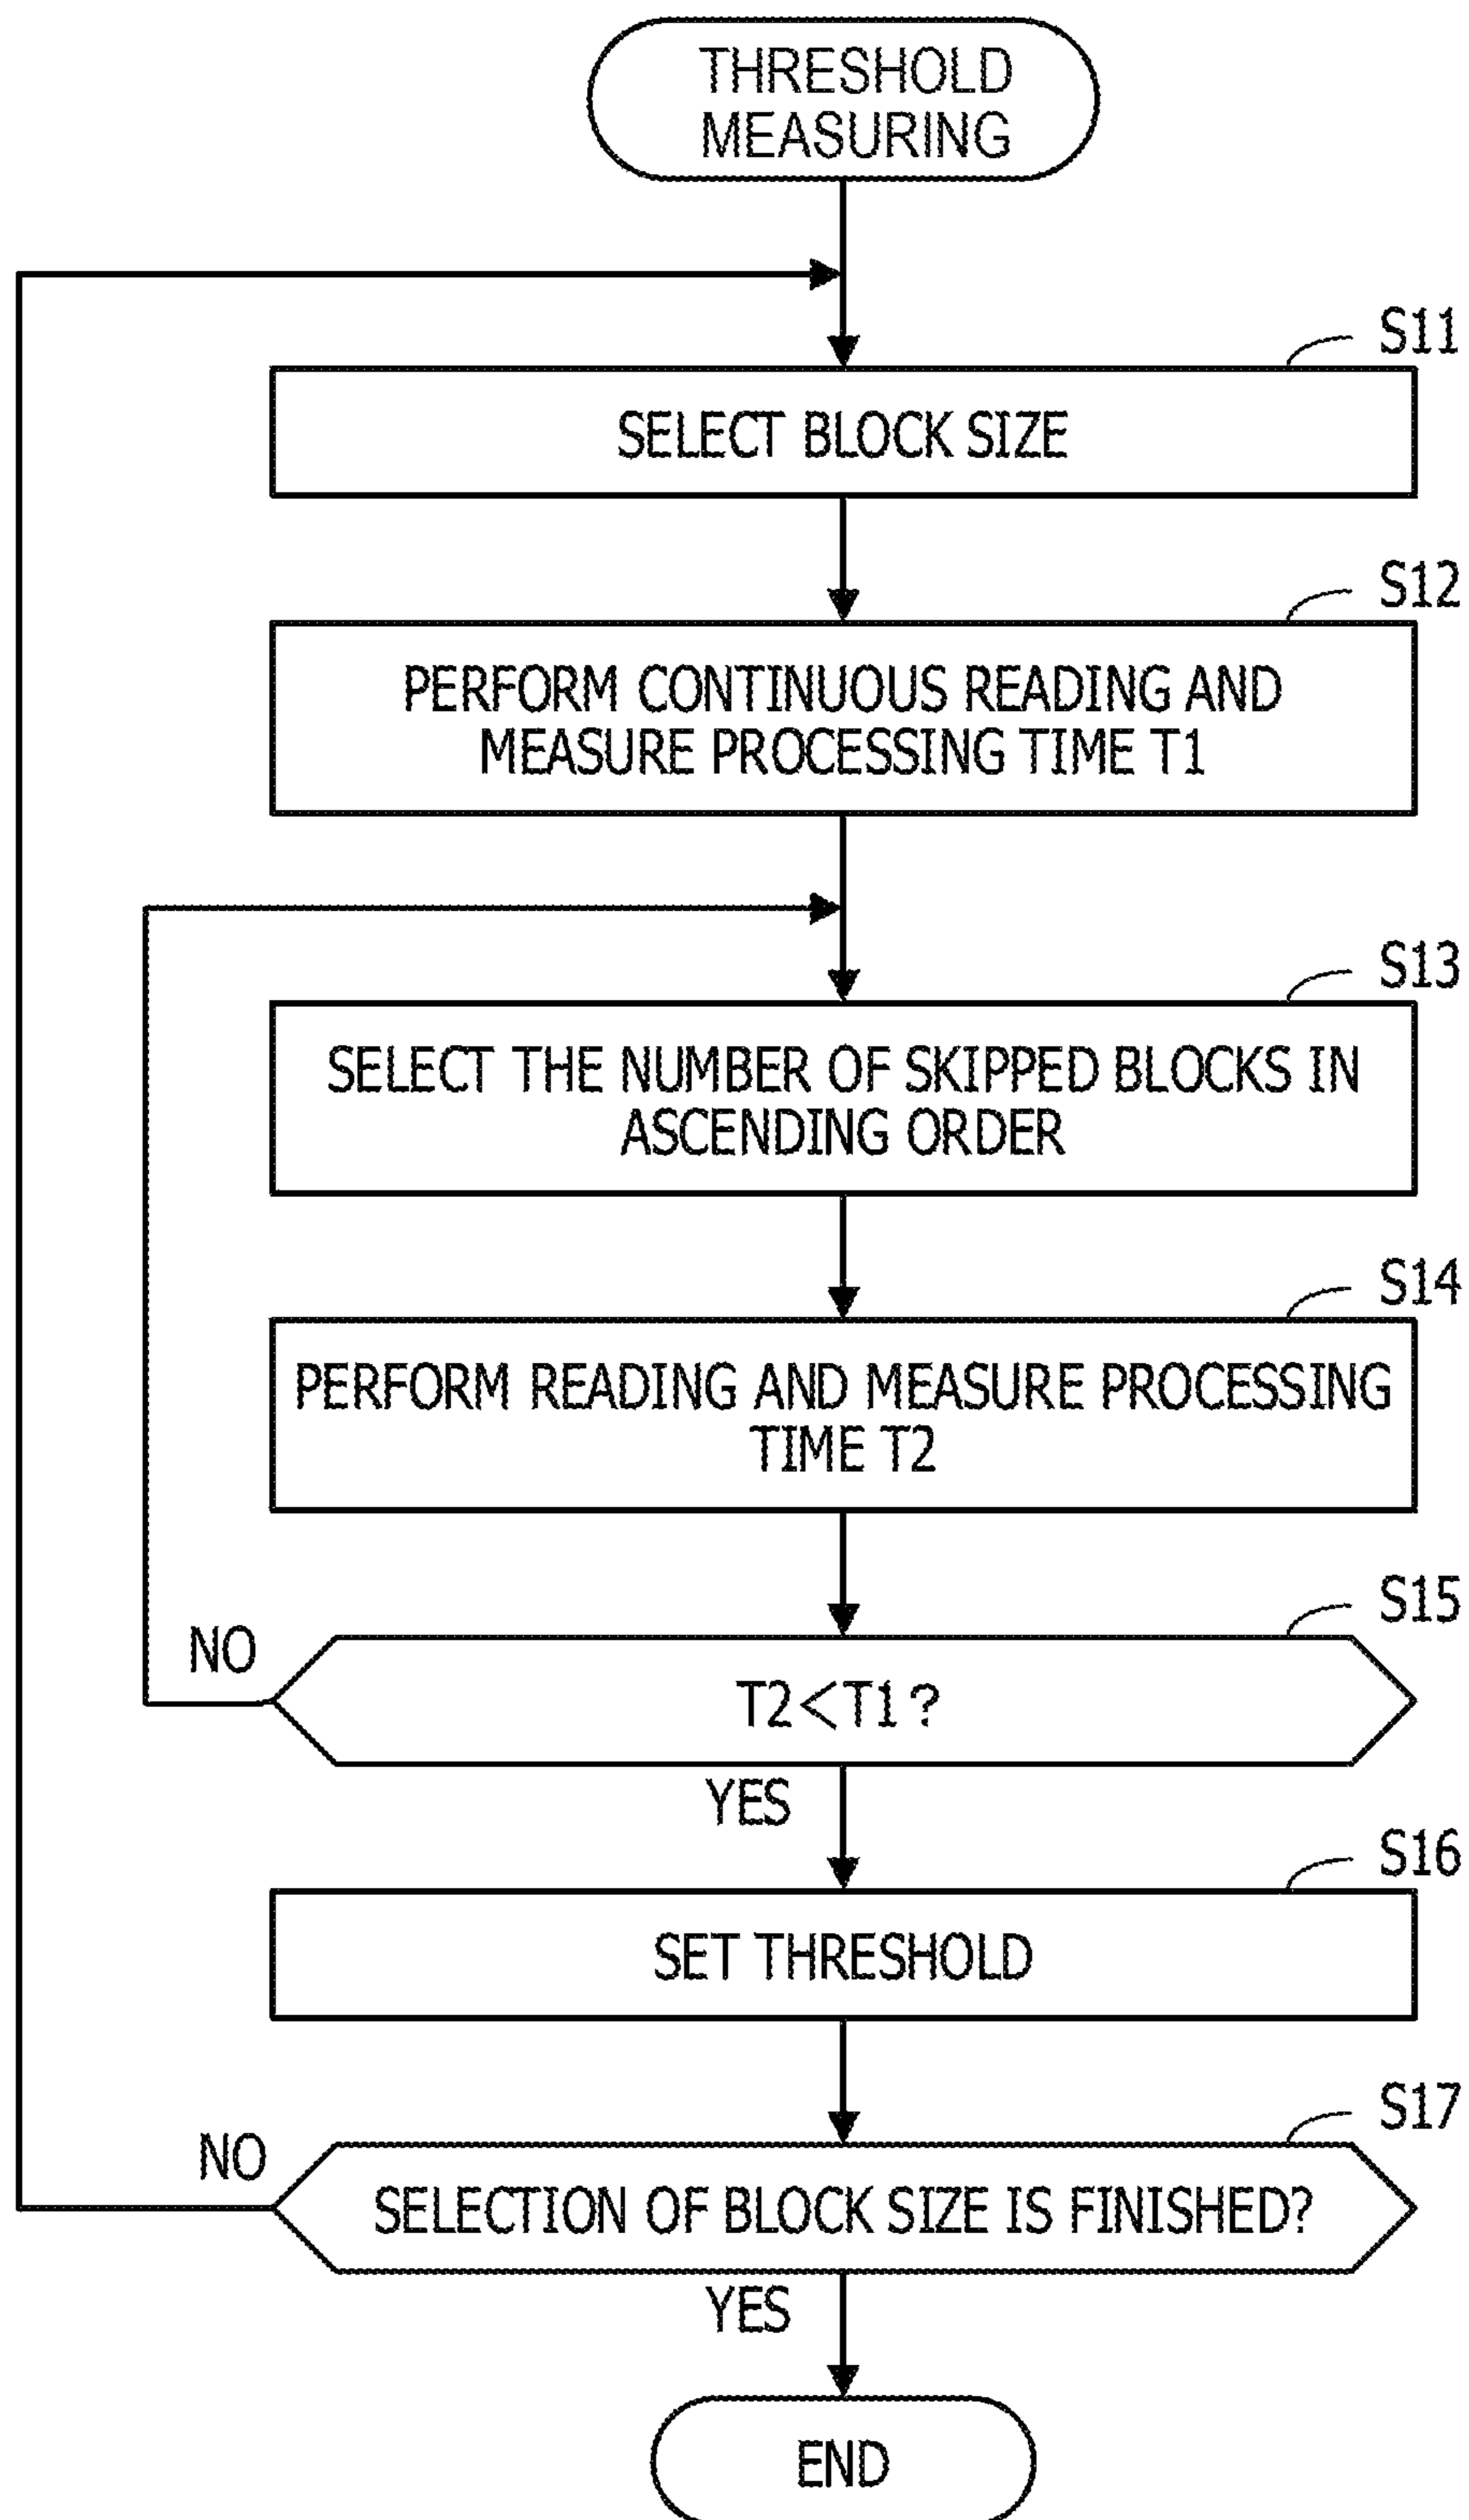 THRESHOLD
MEASURING
S11
SELECT BLOCK SIZE
S12
PERFORM CONTINUOUS READING AND
MEASURE PROCESSING TIME T1
S13
SELECT THE NUMBER OF SKIPPED BLOCKS IN
ASCENDING ORDER
S14
PERFORM READING AND MEASURE PROCESSING
TIME T2
S15
NO
T2<T1?
YES
S16
SET THRESHOLD
S17
NO
SELECTION OF BLOCK SIZE IS FINISHED?
YES
END